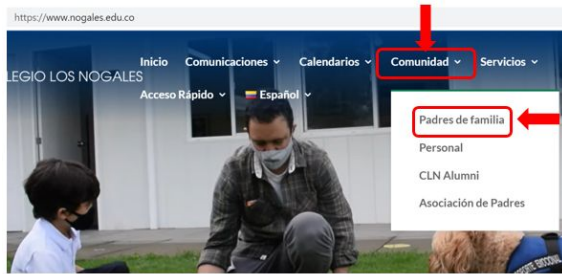 https://www.nogales.edu.co
Inicio Comunicaciones Calendarios Comunidad Servicios
LEGIO LOS NOGALES
Acceso Rápido Español
Padres de familia
Personal
CLN Alumni
Asociación de Padres